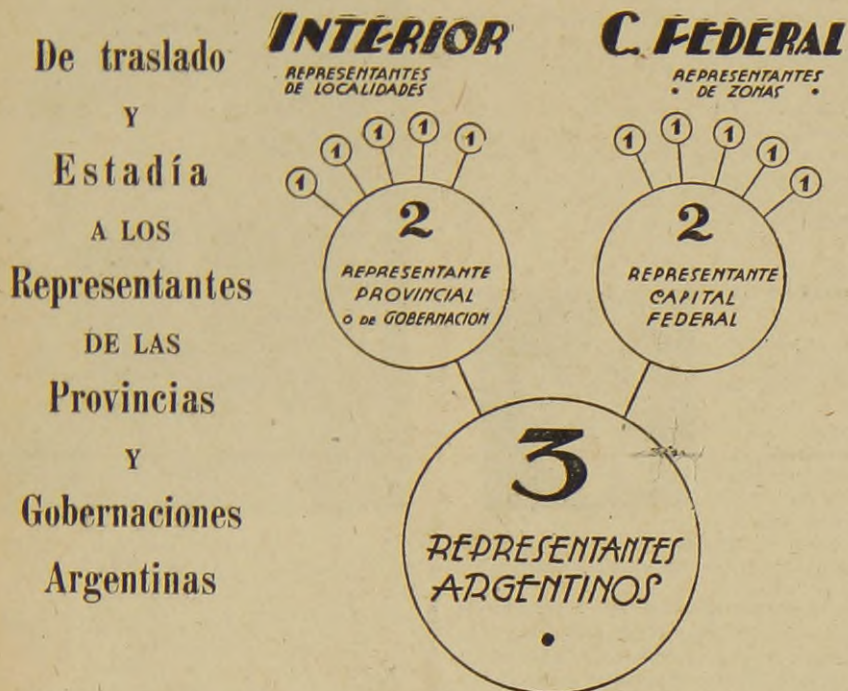 De traslado
Y
Estadía
A LOS
Representantes
DE LAS
Provincias
Y
Gobernaciones
Argentinas
INTERIOR
REPRESENTANTES
DE LOCALIDADES
1 1 1 1 1
2
REPRESENTANTE
PROVINCIAL
O DE GOBERNACION
C. FEDERAL
REPRESENTANTES
• DE ZONAS •
1 1 1 1 1
2
REPRESENTANTE
CAPITAL
FEDERAL
3
REPRESENTANTES
ARGENTINOS